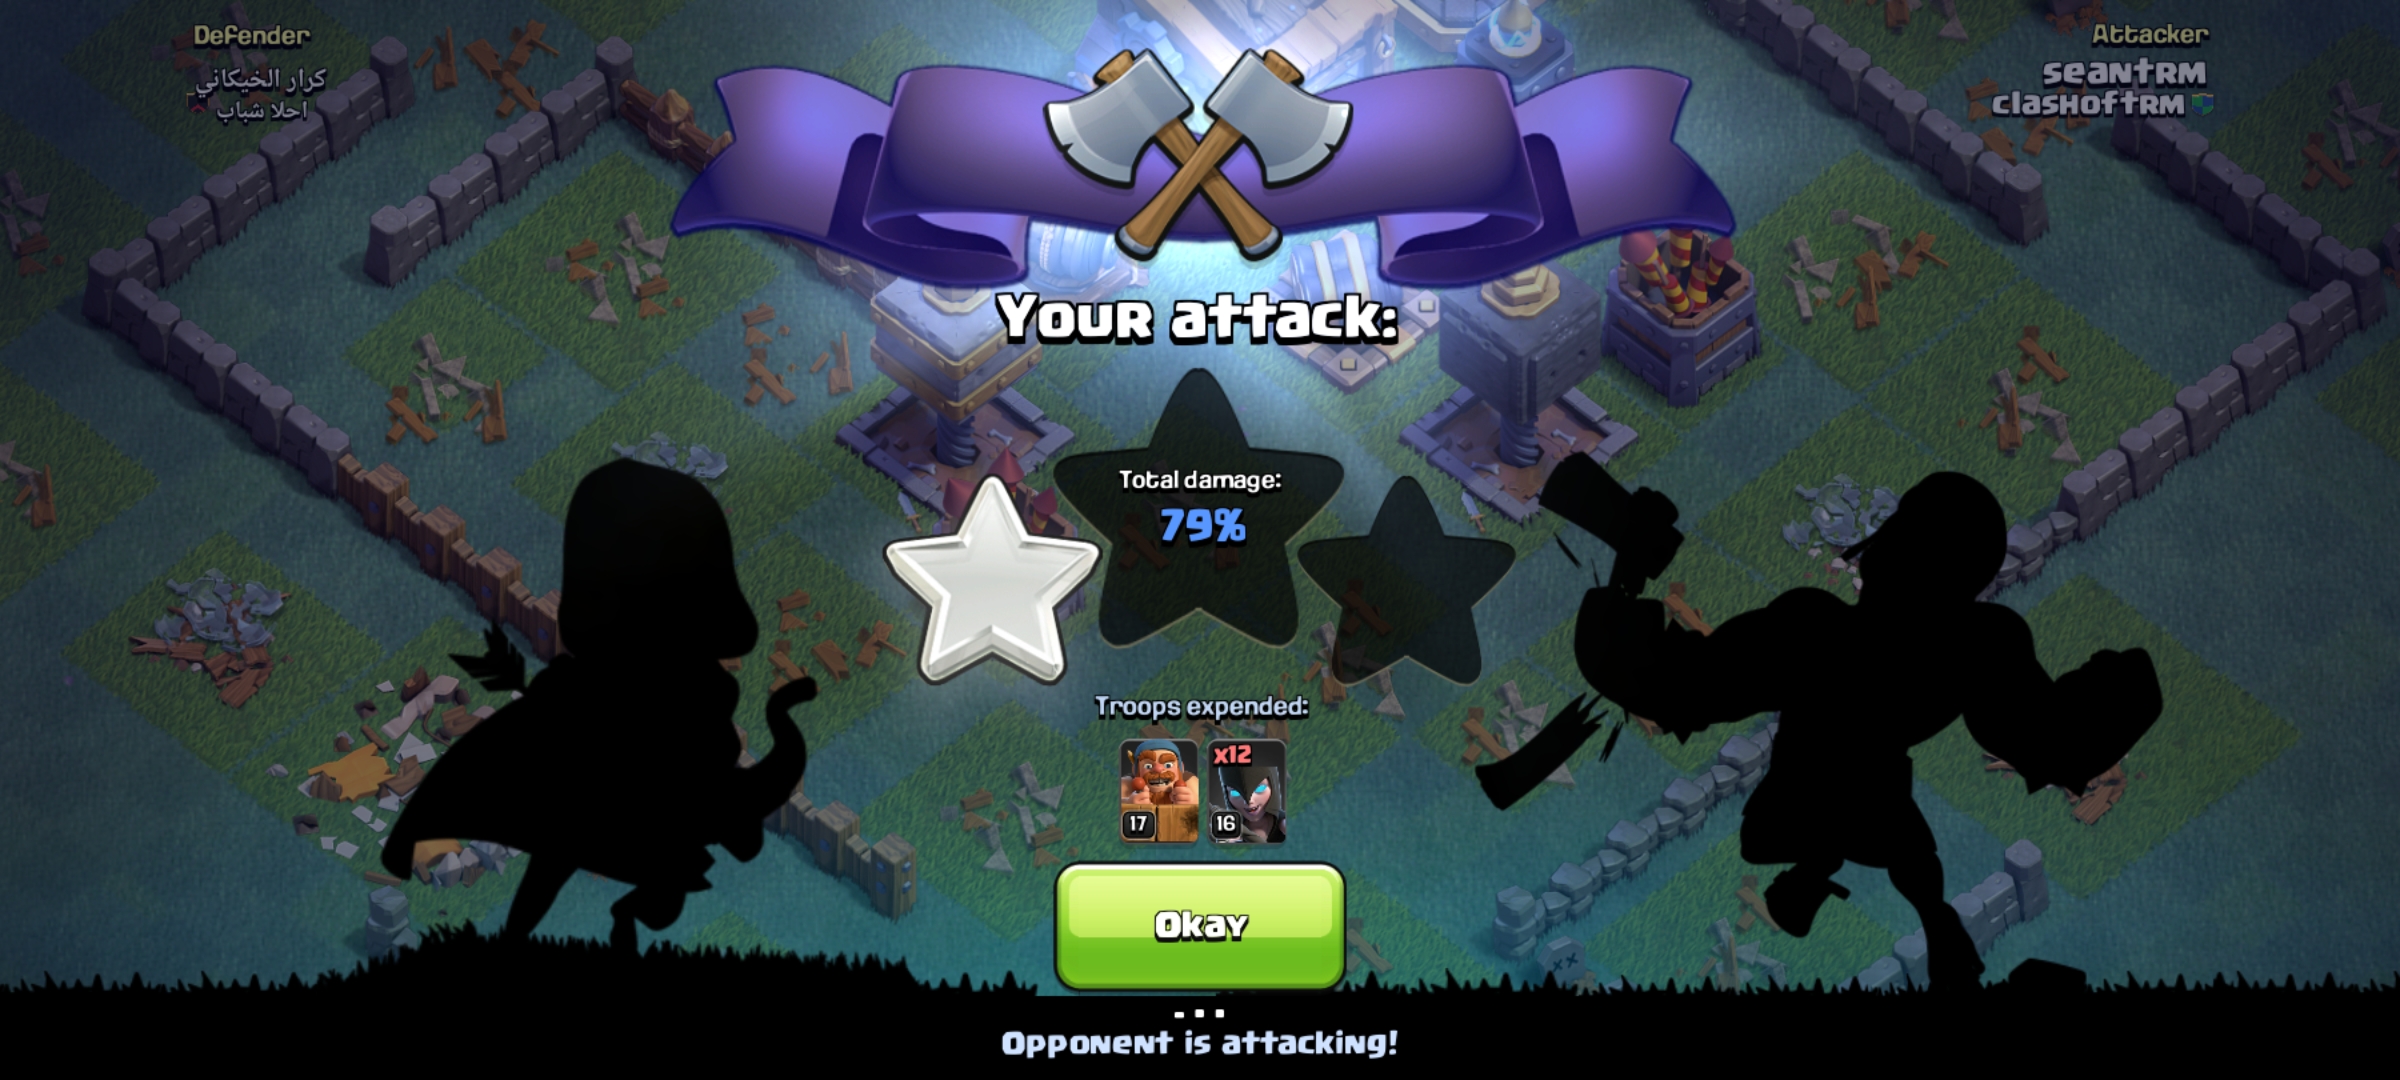 Defender
كرار الخيكاني
احلا شباب
Attacker
seantRM
clashoftRM
Your attack:
Total damage:
79%
Troops expended:
17
x12
16
Okay
...
Opponent is attacking!